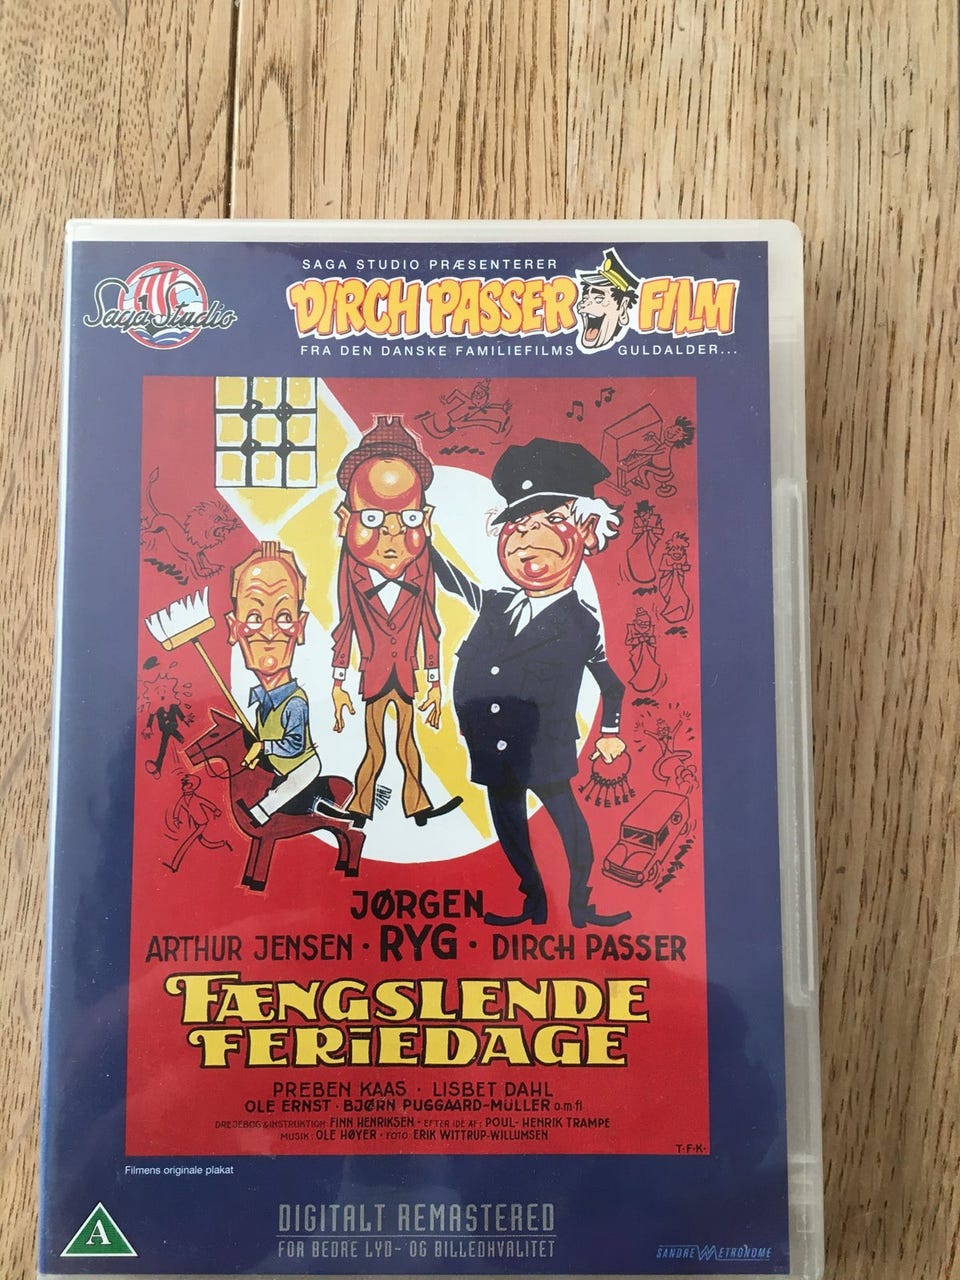 SAGA STUDIO PRÆSENTERER
Saga Studio
DIRCH PASSER FILM
FRA DEN DANSKE FAMILIEFILMS GULDALDER...
JØRGEN
ARTHUR JENSEN · RYG · DIRCH PASSER
FÆNGSLENDE
FERIEDAGE
PREBEN KAAS · LISBET DAHL
OLE ERNST · BJØRN PUGGAARD-MÜLLER o.m.fl
DREJEBOG & INSTRUKTION: FINN HENRIKSEN · EFTER IDE AF: POUL-HENRIK TRAMPE
MUSIK: OLE HØYER · FOTO: ERIK WITTRUP-WILLUMSEN
T·F·K·
Filmens originale plakat
DIGITALT REMASTERED
FOR BEDRE LYD- OG BILLEDKVALITET
A
SANDREW METRONOME